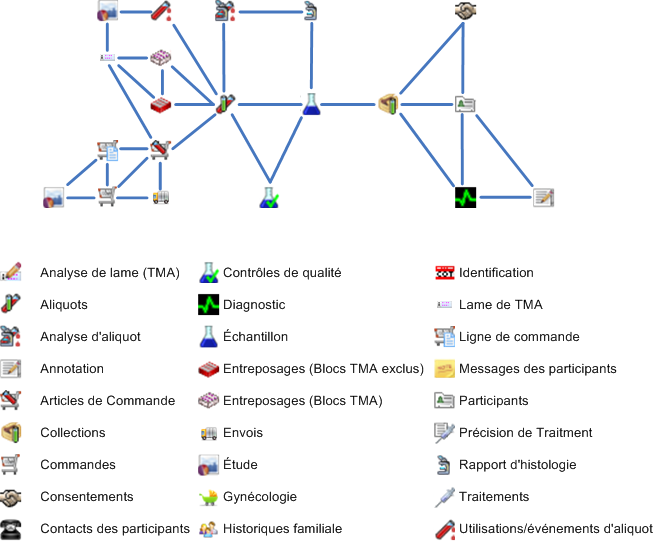 Analyse de lame (TMA)
Contrôles de qualité
Identification
Aliquots
Diagnostic
Lame de TMA
Analyse d'aliquot
Échantillon
Ligne de commande
Annotation
Entreposages (Blocs TMA exclus)
Messages des participants
Articles de Commande
Entreposages (Blocs TMA)
Participants
Collections
Envois
Précision de Traitment
Commandes
Étude
Rapport d'histologie
Consentements
Gynécologie
Traitements
Contacts des participants
Historiques familiale
Utilisations/événements d'aliquot